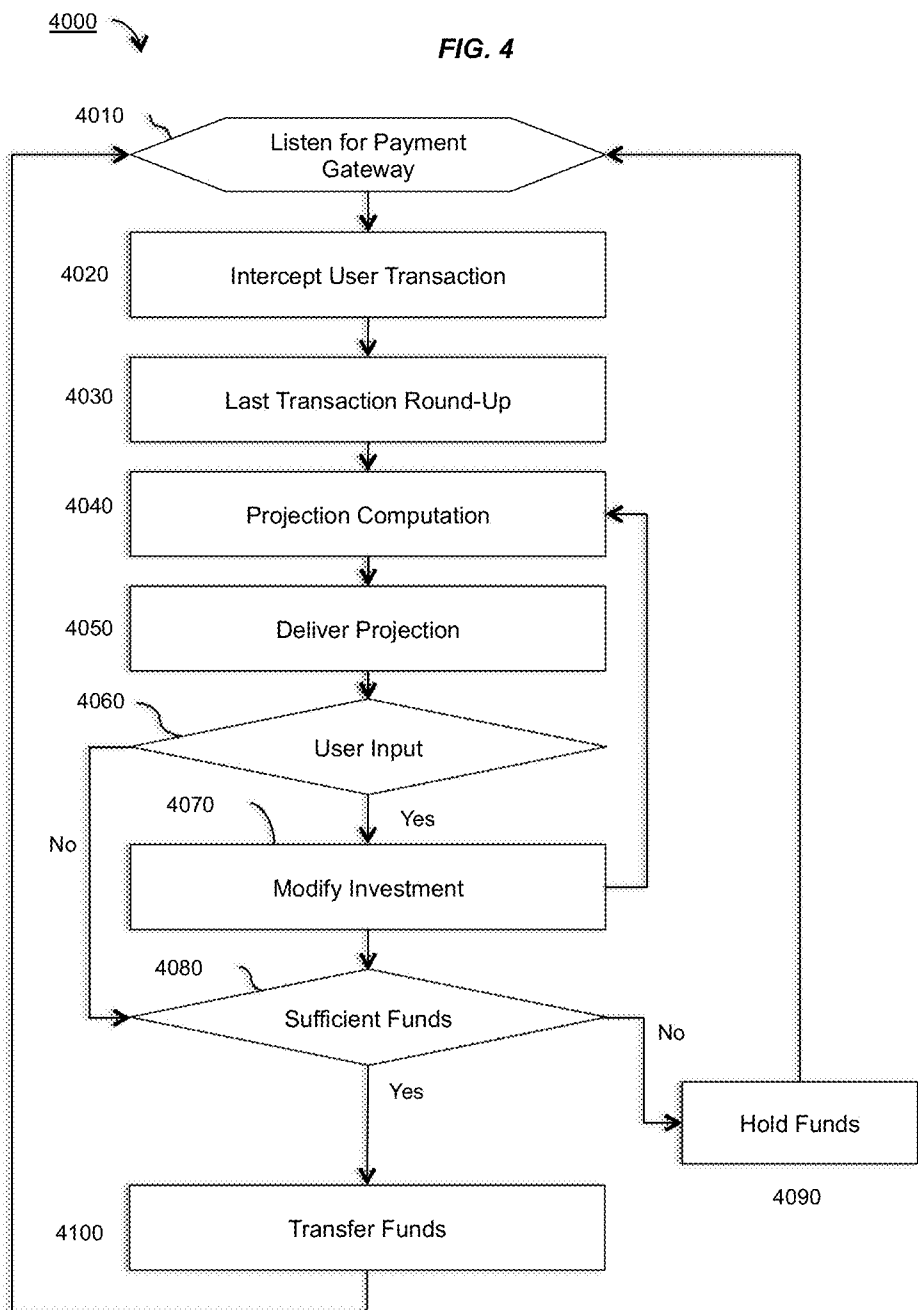 4000
FIG. 4
4010
Listen for Payment
Gateway
4020
Intercept User Transaction
4030
Last Transaction Round-Up
4040
Projection Computation
4050
Deliver Projection
4060
User Input
4070
Yes
No
Modify Investment
4080
Sufficient Funds
No
Yes
Hold Funds
4090
4100
Transfer Funds